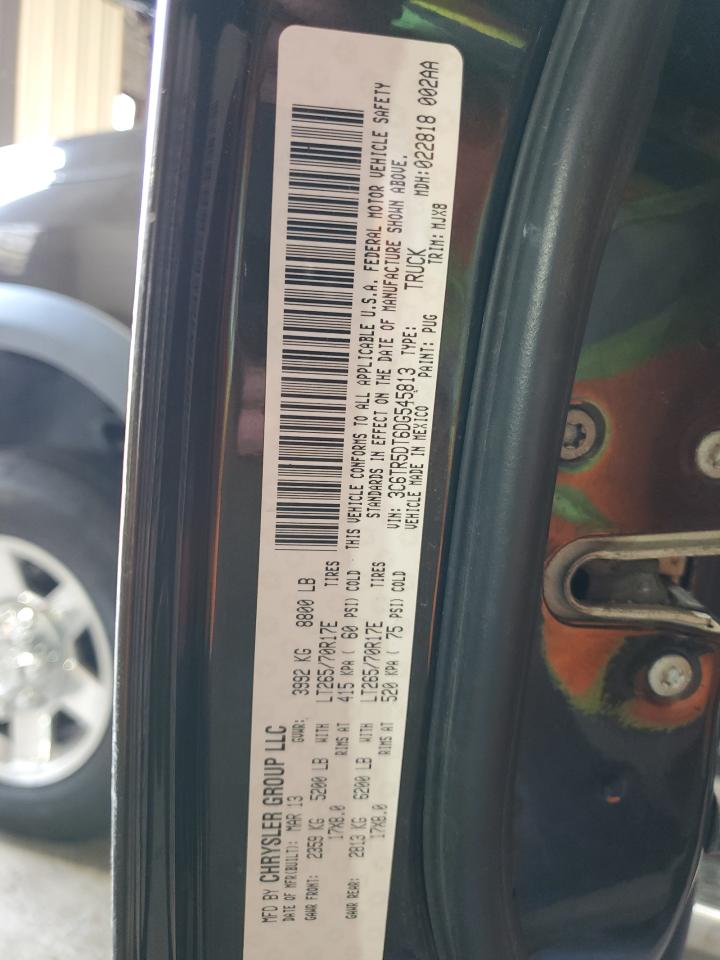 MFD BY CHRYSLER GROUP LLC
DATE OF MFR(BUILT): MAR 13 GVWR: 3992 KG 8800 LB
GAWR FRONT: 2359 KG 5200 LB WITH LT265/70R17E TIRES
17X8.0 RIMS AT 415 KPA ( 60 PSI) COLD
GAWR REAR: 2813 KG 6200 LB WITH LT265/70R17E TIRES
17X8.0 RIMS AT 520 KPA ( 75 PSI) COLD
THIS VEHICLE CONFORMS TO ALL APPLICABLE U.S.A. FEDERAL MOTOR VEHICLE SAFETY
STANDARDS IN EFFECT ON THE DATE OF MANUFACTURE SHOWN ABOVE.
VIN: 3C6TR5DT6DG545813 TYPE: TRUCK MDH:022818 002AA
VEHICLE MADE IN MEXICO PAINT: PUG TRIM: MJX8